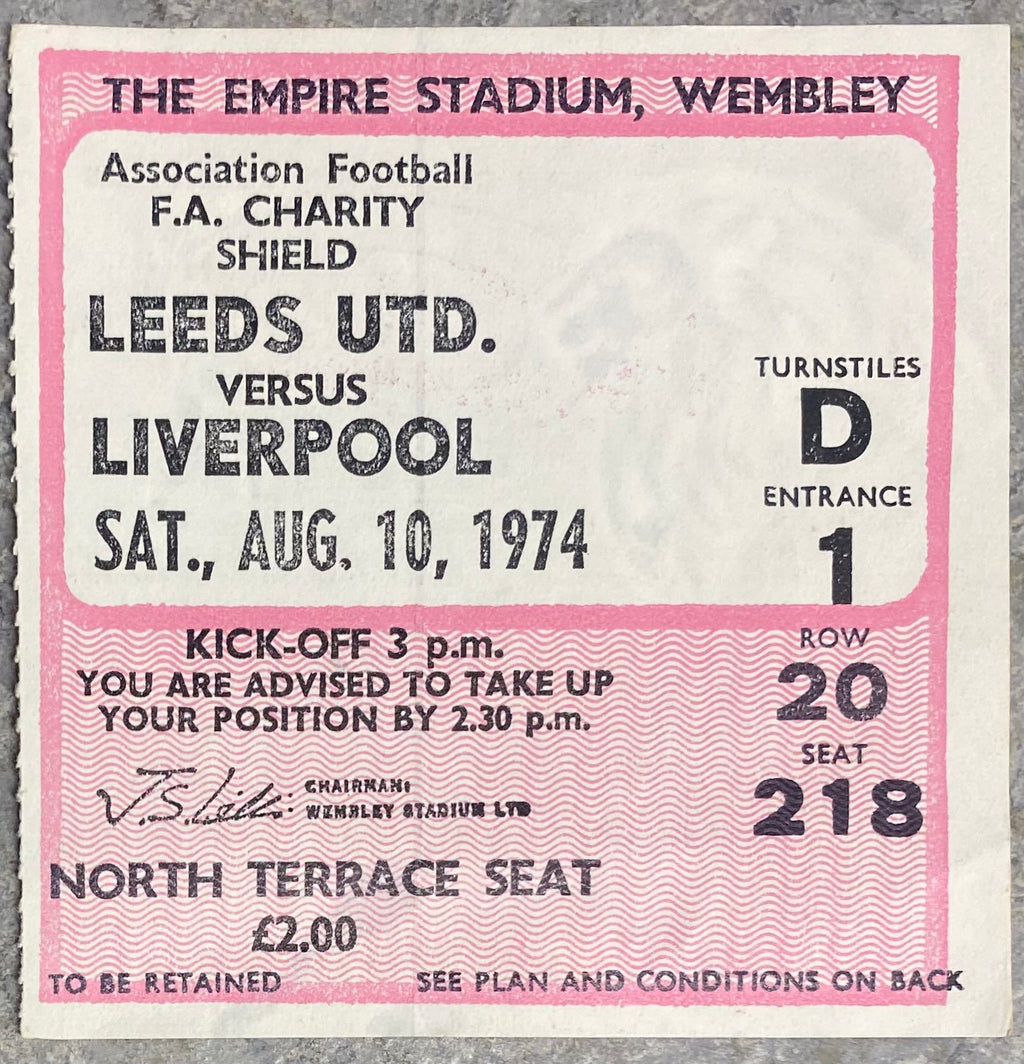 THE EMPIRE STADIUM, WEMBLEY
Association Football
F.A. CHARITY
SHIELD
LEEDS UTD.
VERSUS
LIVERPOOL
SAT., AUG. 10, 1974
TURNSTILES
D
ENTRANCE
1
KICK-OFF 3 p.m.
YOU ARE ADVISED TO TAKE UP
YOUR POSITION BY 2.30 p.m.
ROW
20
SEAT
218
CHAIRMAN:
WEMBLEY STADIUM LTD
NORTH TERRACE SEAT
£2.00
TO BE RETAINED
SEE PLAN AND CONDITIONS ON BACK